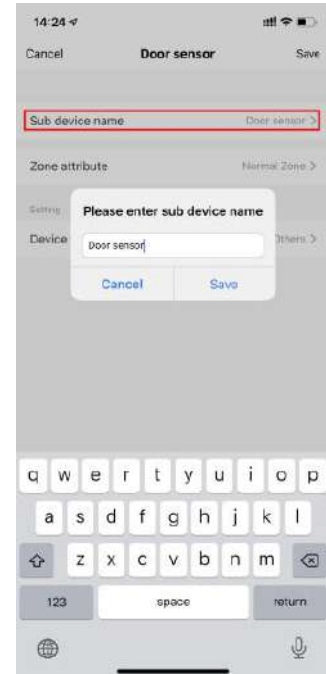 14:24
Cancel Door sensor Save
Sub device name Door sensor >
Zone attribute Normal Zone >
Setting
Please enter sub device name
Device Others >
Door sensor
Cancel Save
q w e r t y u i o p
a s d f g h j k l
z x c v b n m
123 space return